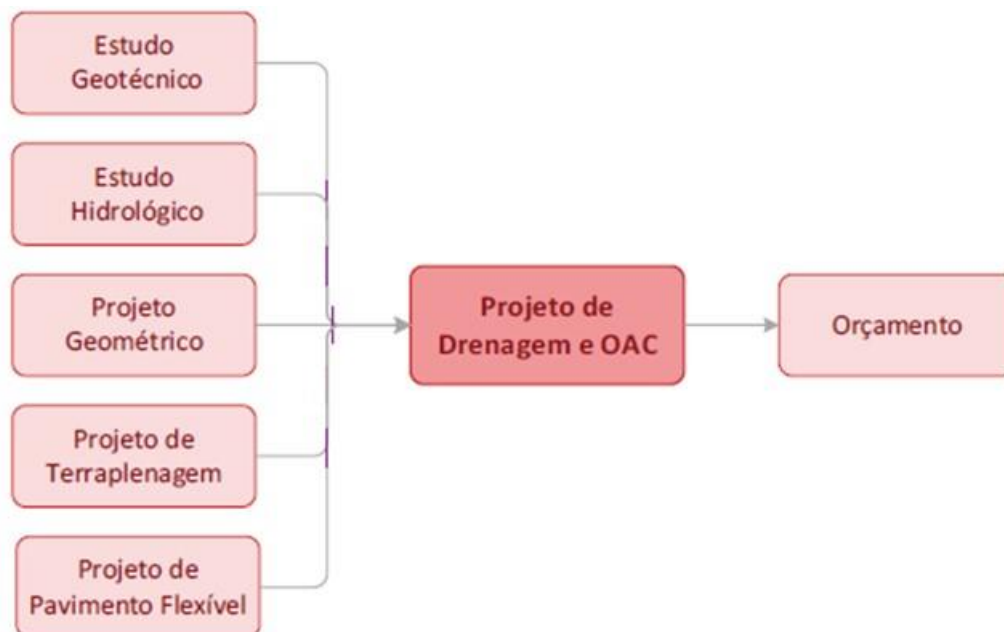 Estudo
Geotécnico
Estudo
Hidrológico
Projeto
Geométrico
Projeto de
Terraplenagem
Projeto de
Pavimento Flexível
Projeto de
Drenagem e OAC
Orçamento